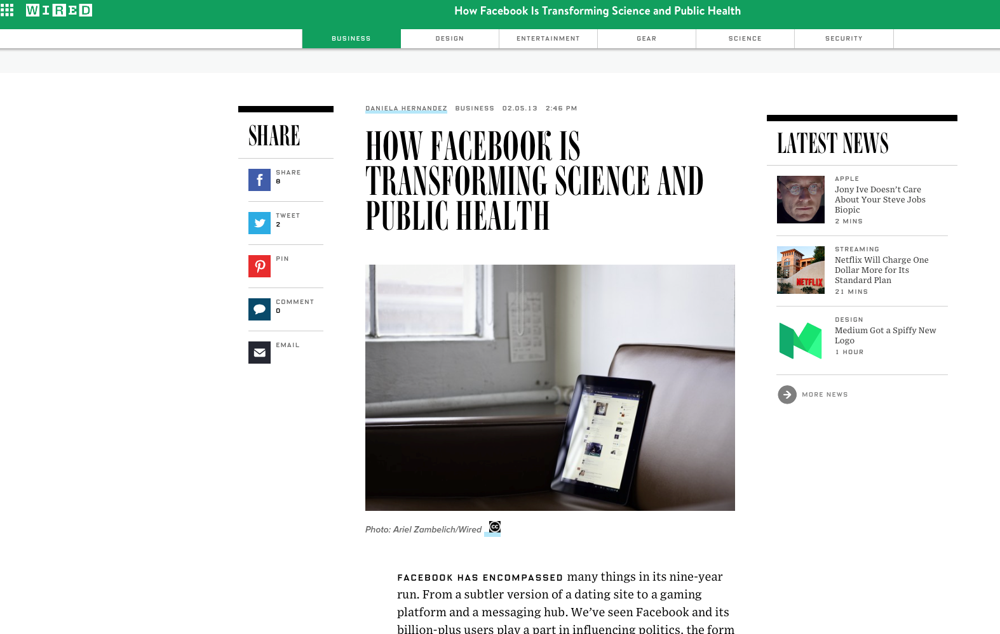 WIRED
How Facebook Is Transforming Science and Public Health
BUSINESS
DESIGN
ENTERTAINMENT
GEAR
SCIENCE
SECURITY
SHARE
SHARE
8
TWEET
2
PIN
COMMENT
0
EMAIL
DANIELA HERNANDEZ BUSINESS 02.05.13 2:46 PM
HOW FACEBOOK IS
TRANSFORMING SCIENCE AND
PUBLIC HEALTH
Photo: Ariel Zambelich/Wired
cc
FACEBOOK HAS ENCOMPASSED many things in its nine-year
run. From a subtler version of a dating site to a gaming
platform and a messaging hub. We’ve seen Facebook and its
billion-plus users play a part in influencing politics, the form
LATEST NEWS
APPLE
Jony Ive Doesn’t Care
About Your Steve Jobs
Biopic
2 MINS
NETFLIX
STREAMING
Netflix Will Charge One
Dollar More for Its
Standard Plan
21 MINS
DESIGN
Medium Got a Spiffy New
Logo
1 HOUR
MORE NEWS